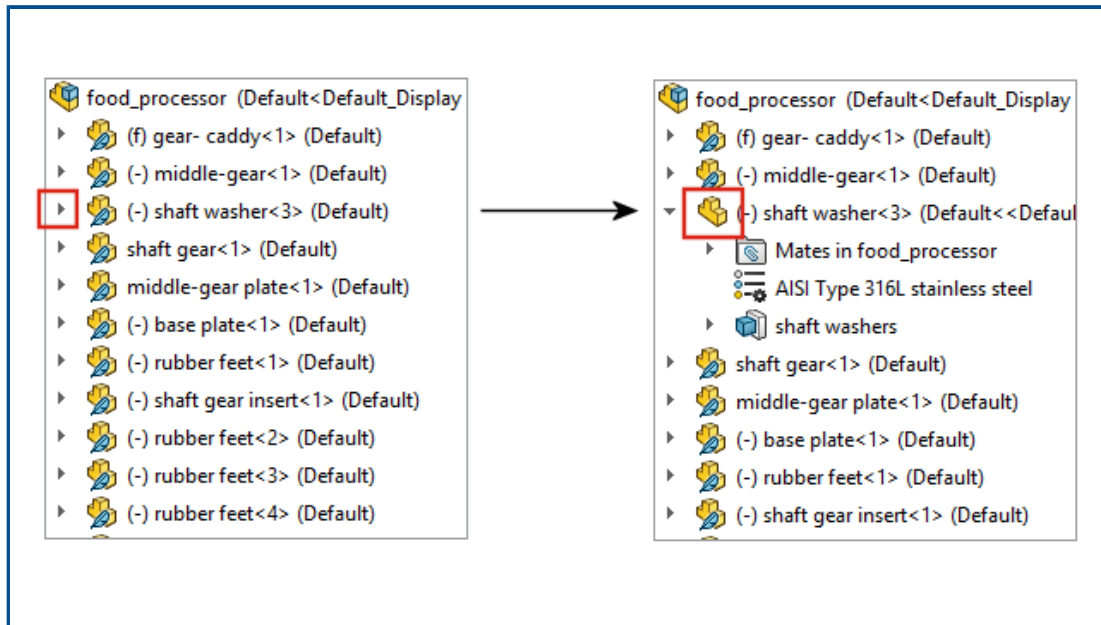 food_processor (Default<Default_Display
(f) gear- caddy<1> (Default)
(-) middle-gear<1> (Default)
(-) shaft washer<3> (Default)
shaft gear<1> (Default)
middle-gear plate<1> (Default)
(-) base plate<1> (Default)
(-) rubber feet<1> (Default)
(-) shaft gear insert<1> (Default)
(-) rubber feet<2> (Default)
(-) rubber feet<3> (Default)
(-) rubber feet<4> (Default)
food_processor (Default<Default_Display
(f) gear- caddy<1> (Default)
(-) middle-gear<1> (Default)
(-) shaft washer<3> (Default<<Defaul
Mates in food_processor
AISI Type 316L stainless steel
shaft washers
shaft gear<1> (Default)
middle-gear plate<1> (Default)
(-) base plate<1> (Default)
(-) rubber feet<1> (Default)
(-) shaft gear insert<1> (Default)